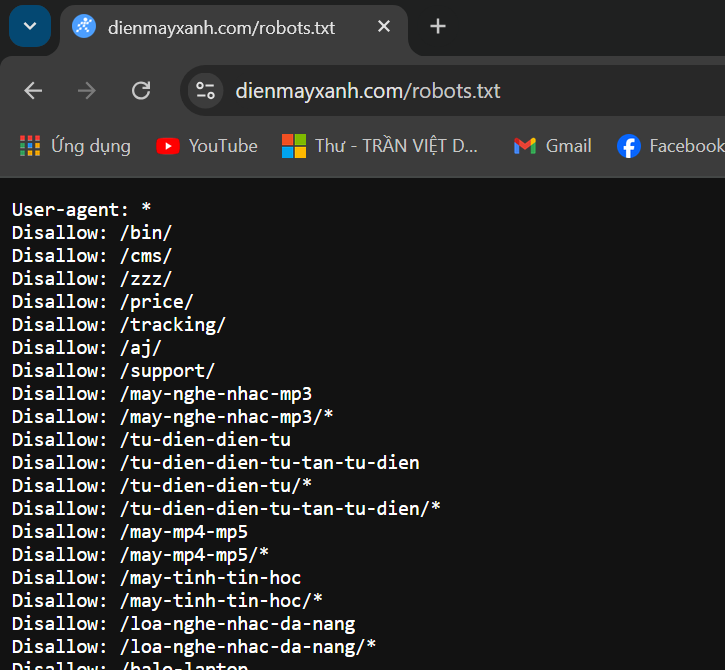 dienmayxanh.com/robots.txt
dienmayxanh.com/robots.txt
Ứng dụng YouTube Thư - TRẦN VIỆT D... Gmail Facebook
User-agent: *
Disallow: /bin/
Disallow: /cms/
Disallow: /zzz/
Disallow: /price/
Disallow: /tracking/
Disallow: /aj/
Disallow: /support/
Disallow: /may-nghe-nhac-mp3
Disallow: /may-nghe-nhac-mp3/*
Disallow: /tu-dien-dien-tu
Disallow: /tu-dien-dien-tu-tan-tu-dien
Disallow: /tu-dien-dien-tu/*
Disallow: /tu-dien-dien-tu-tan-tu-dien/*
Disallow: /may-mp4-mp5
Disallow: /may-mp4-mp5/*
Disallow: /may-tinh-tin-hoc
Disallow: /may-tinh-tin-hoc/*
Disallow: /loa-nghe-nhac-da-nang
Disallow: /loa-nghe-nhac-da-nang/*
Disallow: /balo-laptop